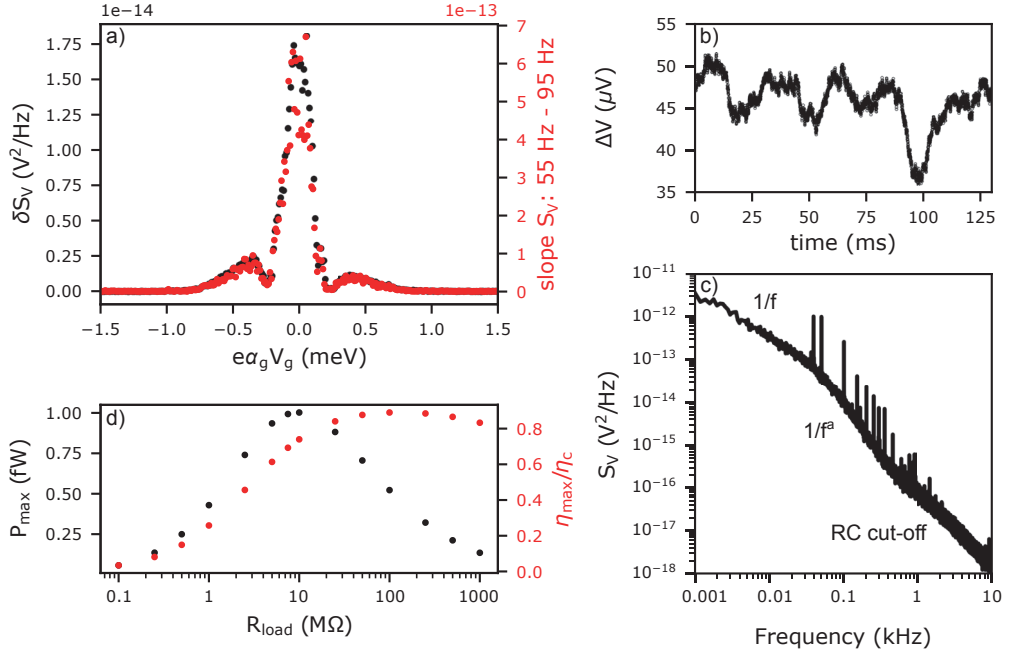 1e−14
1e−13
a)
1.75
1.50
1.25
1.00
0.75
0.50
0.25
0.00
δS_V (V²/Hz)
7
6
5
4
3
2
1
0
slope S_V: 55 Hz - 95 Hz
−1.5 −1.0 −0.5 0.0 0.5 1.0 1.5
eα_gV_g (meV)
b)
55
50
45
40
35
ΔV (μV)
0 25 50 75 100 125
time (ms)
c)
10⁻¹¹
10⁻¹²
10⁻¹³
10⁻¹⁴
10⁻¹⁵
10⁻¹⁶
10⁻¹⁷
10⁻¹⁸
S_V (V²/Hz)
1/f
1/fᵃ
RC cut-off
0.001 0.01 0.1 1 10
Frequency (kHz)
d)
1.00
0.75
0.50
0.25
P_max (fW)
0.8
0.6
0.4
0.2
0.0
η_max/η_c
0.1 1 10 100 1000
R_load (MΩ)